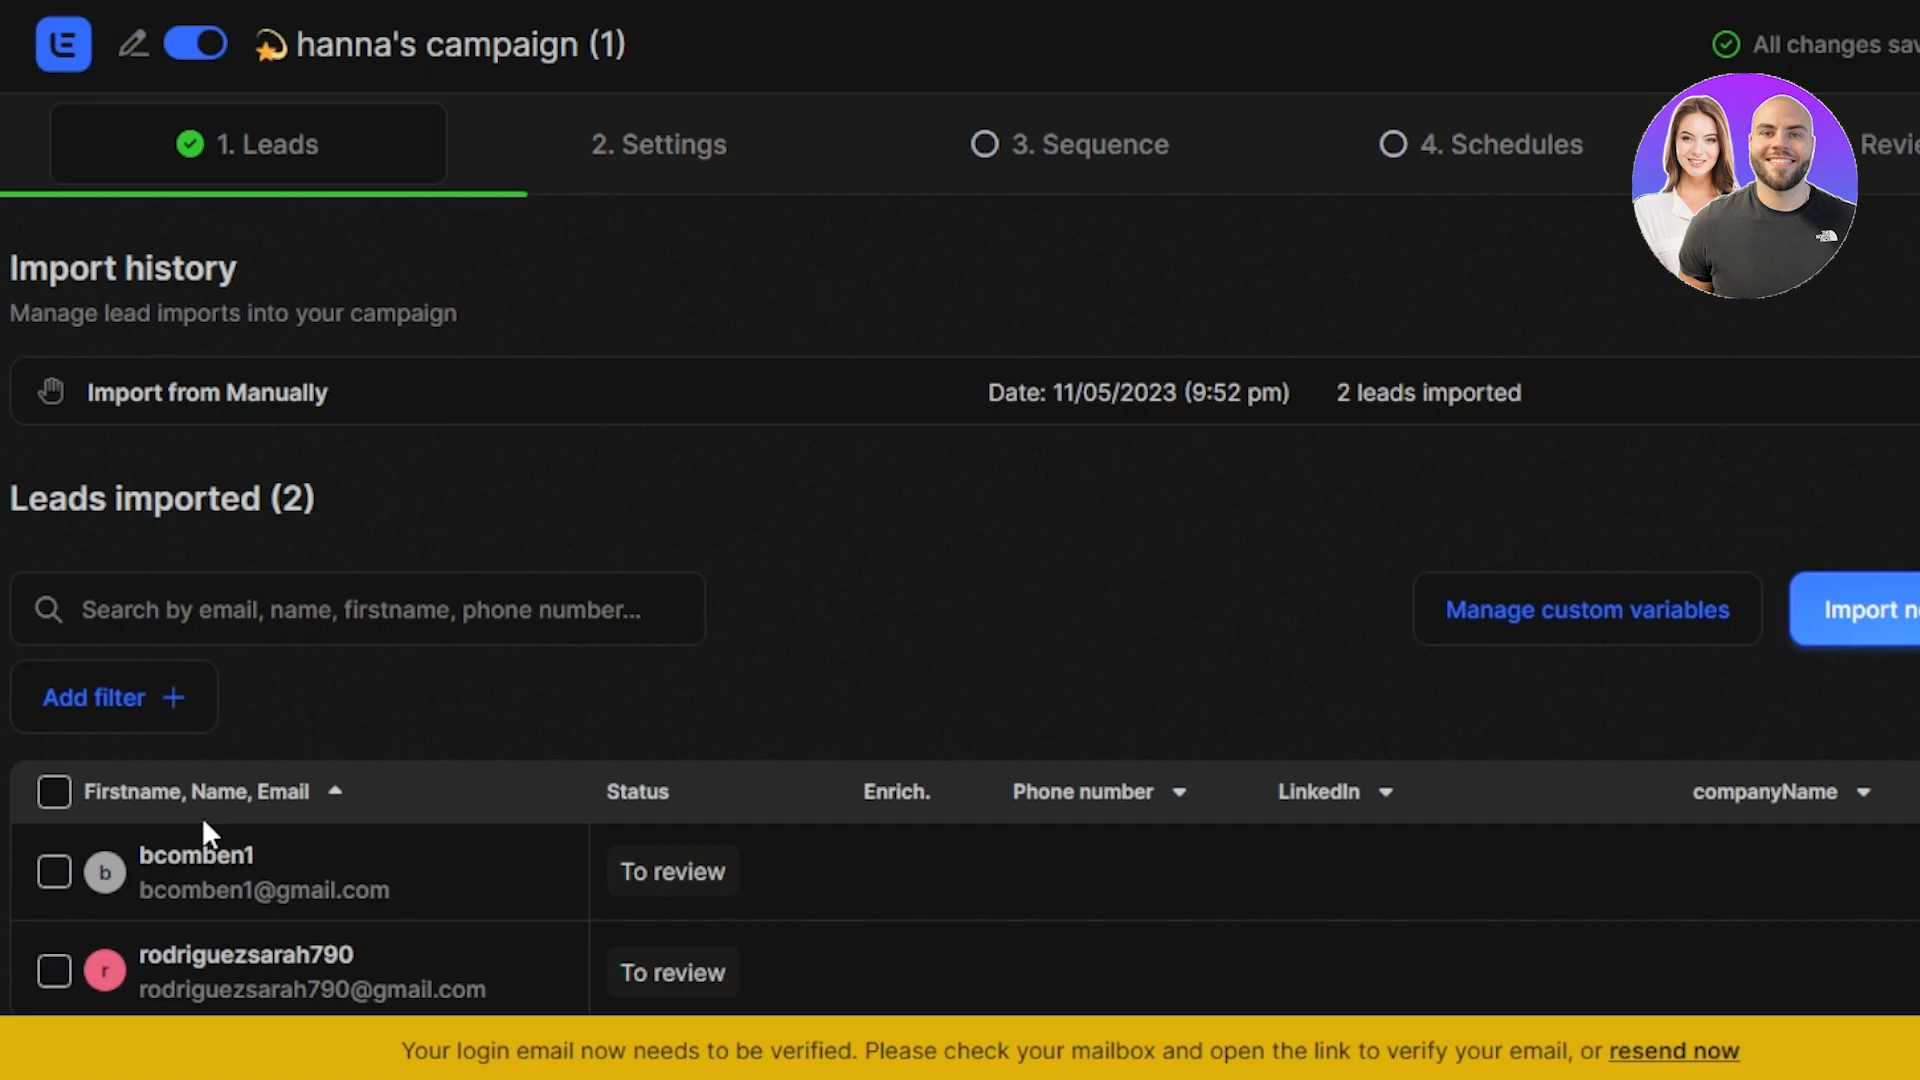 hanna's campaign (1)
All changes sav
1. Leads
2. Settings
3. Sequence
4. Schedules
Revie
Import history
Manage lead imports into your campaign
Import from Manually
Date: 11/05/2023 (9:52 pm)
2 leads imported
Leads imported (2)
Search by email, name, firstname, phone number...
Manage custom variables
Import n
Add filter +
Firstname, Name, Email
Status
Enrich.
Phone number
LinkedIn
companyName
b
bcomben1
bcomben1@gmail.com
To review
r
rodriguezsarah790
rodriguezsarah790@gmail.com
To review
Your login email now needs to be verified. Please check your mailbox and open the link to verify your email, or resend now